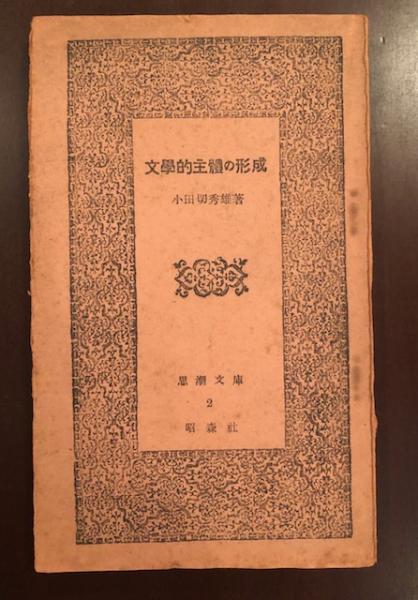 文學的主體の形成
小田切秀雄著
思潮文庫
2
昭森社